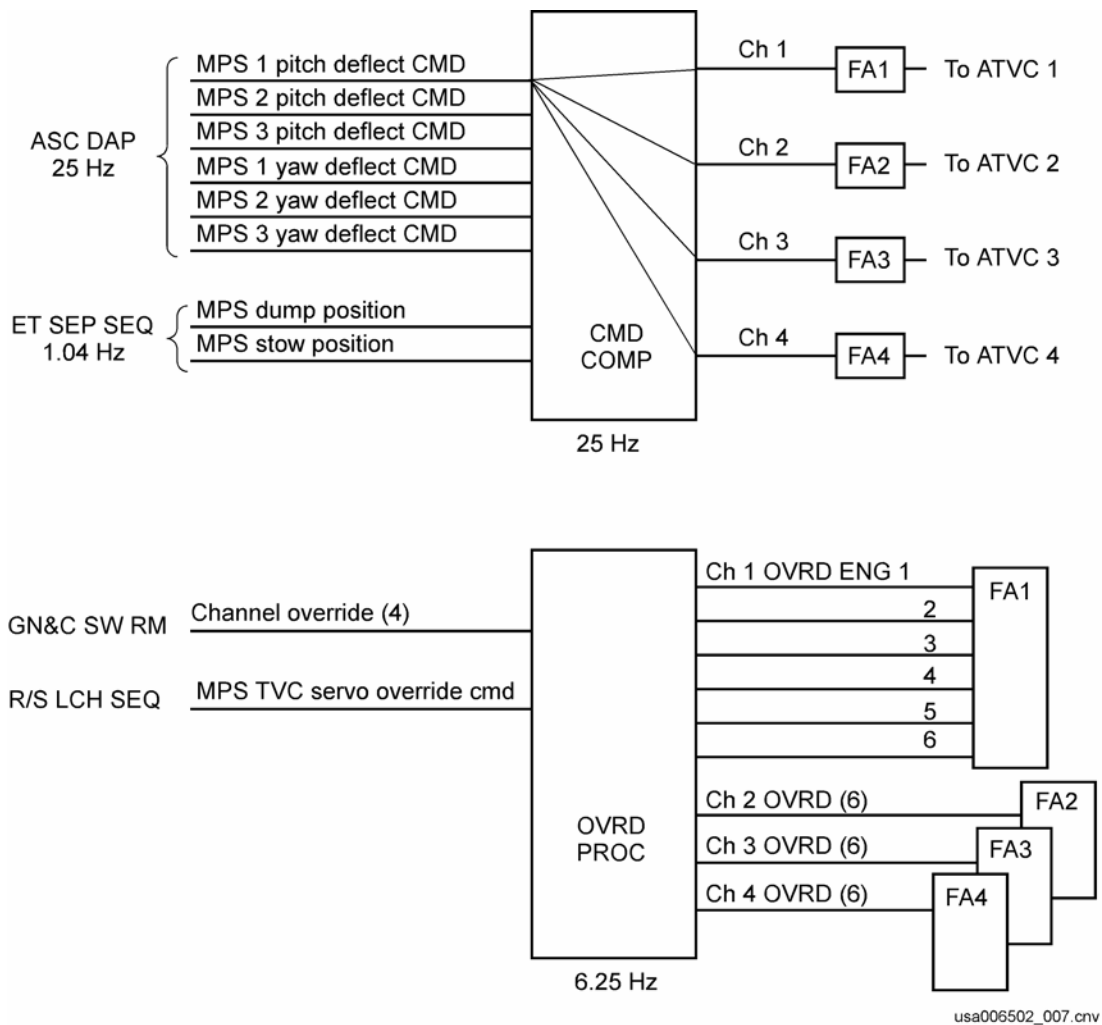 MPS 1 pitch deflect CMD
MPS 2 pitch deflect CMD
MPS 3 pitch deflect CMD
MPS 1 yaw deflect CMD
MPS 2 yaw deflect CMD
MPS 3 yaw deflect CMD
ASC DAP
25 Hz
MPS dump position
MPS stow position
ET SEP SEQ
1.04 Hz
CMD
COMP
25 Hz
Ch 1
FA1
To ATVC 1
Ch 2
FA2
To ATVC 2
Ch 3
FA3
To ATVC 3
Ch 4
FA4
To ATVC 4
GN&C SW RM
Channel override (4)
R/S LCH SEQ
MPS TVC servo override cmd
OVRD
PROC
6.25 Hz
Ch 1 OVRD ENG 1
2
3
4
5
6
FA1
Ch 2 OVRD (6)
FA2
Ch 3 OVRD (6)
FA3
Ch 4 OVRD (6)
FA4
usa006502_007.cnv